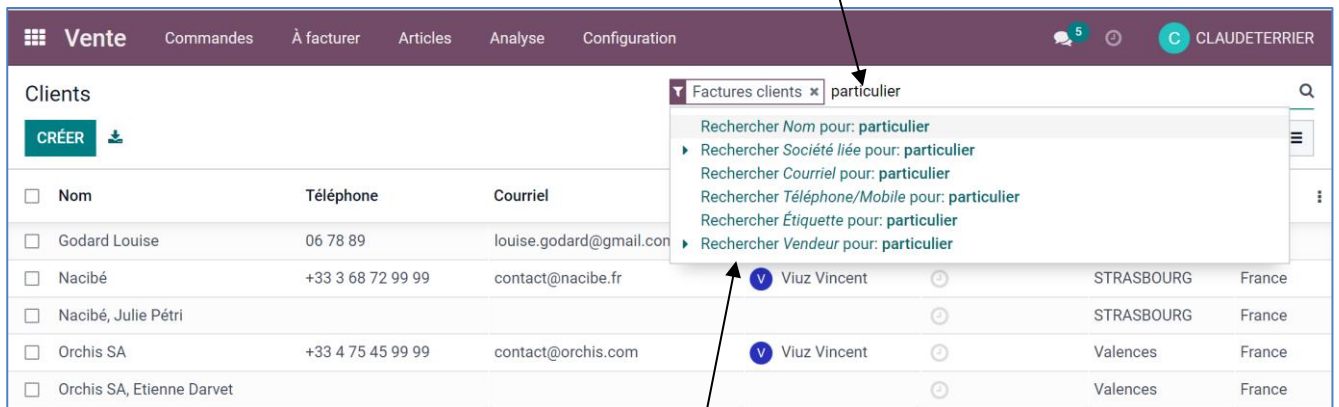 Vente Commandes À facturer Articles Analyse Configuration 5 C CLAUDETERRIER
Clients Factures clients × particulier
CRÉER
Rechercher Nom pour: particulier
Rechercher Société liée pour: particulier
Rechercher Courriel pour: particulier
Rechercher Téléphone/Mobile pour: particulier
Rechercher Étiquette pour: particulier
Rechercher Vendeur pour: particulier
Nom Téléphone Courriel
Godard Louise 06 78 89 louise.godard@gmail.con
Nacibé +33 3 68 72 99 99 contact@nacibe.fr V Viuz Vincent STRASBOURG France
Nacibé, Julie Pétri STRASBOURG France
Orchis SA +33 4 75 45 99 99 contact@orchis.com V Viuz Vincent Valences France
Orchis SA, Etienne Darvet Valences France